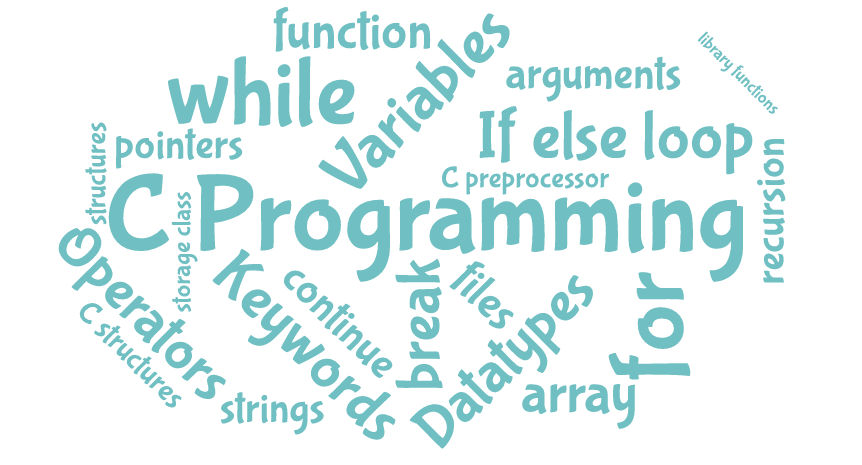 function
Variables
library functions
while
arguments
If else loop
structures
pointers
C preprocessor
recursion
C Programming
storage class
Operators
Keywords
continue
break
files
Datatypes
for
C structures
strings
array